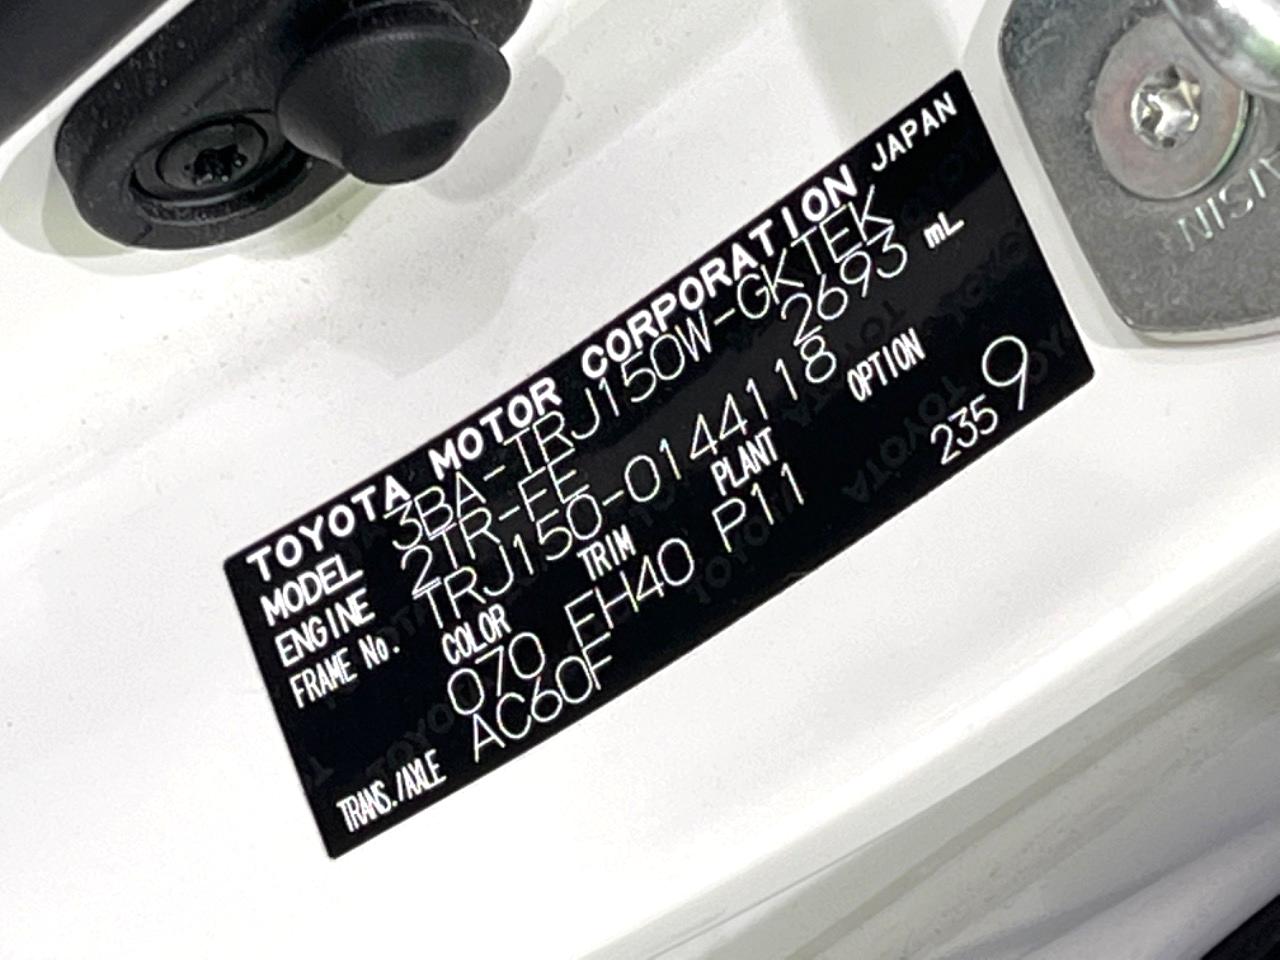 TOYOTA MOTOR CORPORATION JAPAN
MODEL 3BA-TRJ150W-GKTEK
ENGINE 2TR-FE 2693 mL
FRAME No. TRJ150-0144118
COLOR TRIM PLANT OPTION
070 FH40 P11 235 9
TRANS./AXLE AC60F